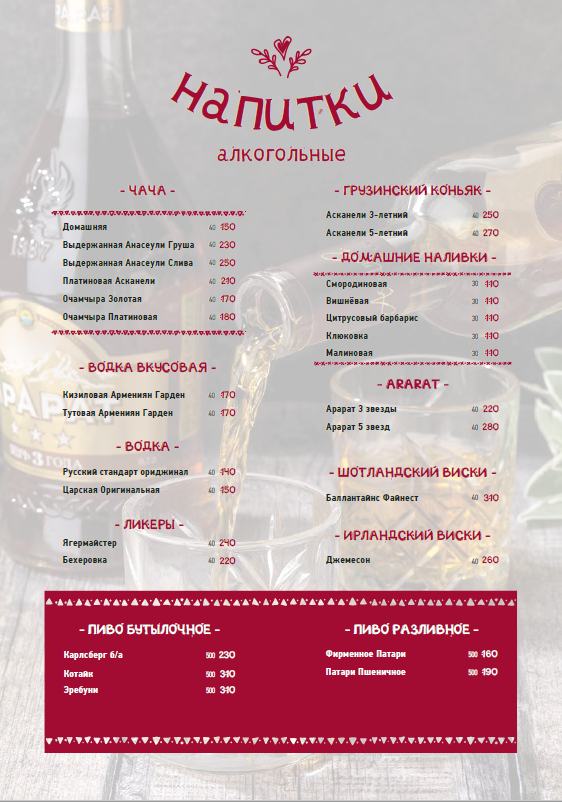 напитки
алкогольные
- ЧАЧА -
Домашняя 40 150
Выдержанная Анасеули Груша 40 230
Выдержанная Анасеули Слива 40 250
Платиновая Асканели 40 210
Очамчыра Золотая 40 170
Очамчыра Платиновая 40 180
- ВОДКА ВКУСОВАЯ -
Кизиловая Армениян Гарден 40 170
Тутовая Армениян Гарден 40 170
- ВОДКА -
Русский стандарт ориджинал 40 140
Царская Оригинальная 40 150
- ЛИКЕРЫ -
Ягермайстер 40 240
Бехеровка 40 220
- ГРУЗИНСКИЙ КОНЬЯК -
Асканели 3-летний 40 250
Асканели 5-летний 40 270
- ДОМАШНИЕ НАЛИВКИ -
Смородиновая 30 110
Вишнёвая 30 110
Цитрусовый барбарис 30 110
Клюковка 30 110
Малиновая 30 110
- АРАРАТ -
Арарат 3 звезды 40 220
Арарат 5 звезд 40 280
- ШОТЛАНДСКИЙ ВИСКИ -
Баллантайнс Файнест 40 310
- ИРЛАНДСКИЙ ВИСКИ -
Джемесон 40 260
- ПИВО БУТЫЛОЧНОЕ -
Карлсберг б/а 500 230
Котайк 500 310
Эребуни 500 310
- ПИВО РАЗЛИВНОЕ -
Фирменное Патари 500 160
Патари Пшеничное 500 190
АРАРАТ
1887
3 ГОДА